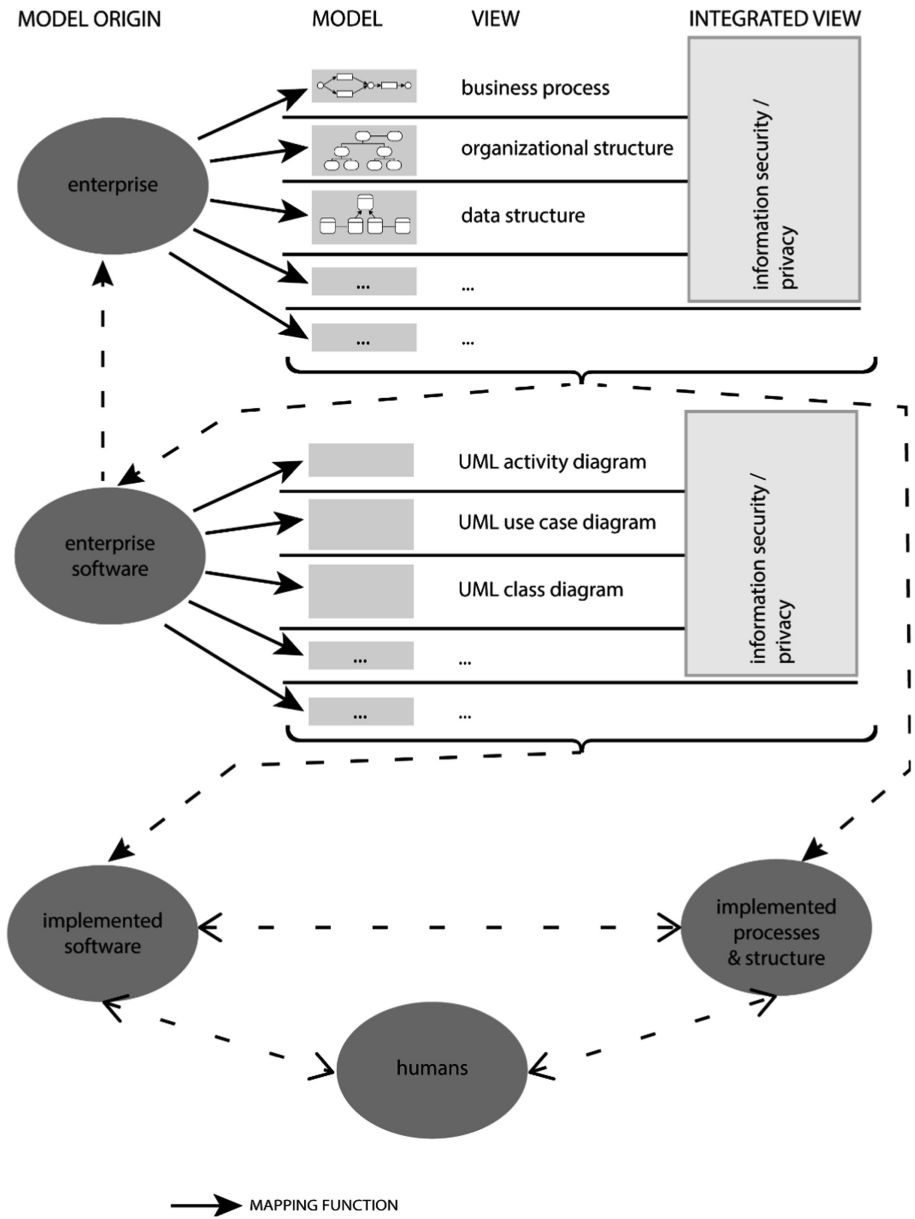 MODEL ORIGIN
MODEL
VIEW
INTEGRATED VIEW
enterprise
business process
organizational structure
data structure
...
...
...
...
information security /
privacy
enterprise
software
UML activity diagram
UML use case diagram
UML class diagram
...
...
...
...
information security /
privacy
implemented
software
implemented
processes
& structure
humans
MAPPING FUNCTION